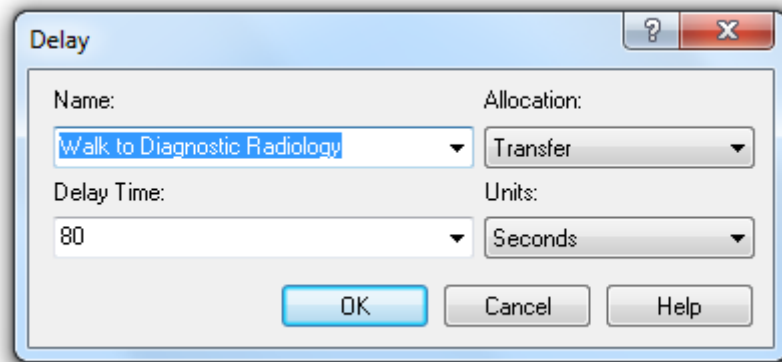 Delay
Name: Allocation:
Walk to Diagnostic Radiology Transfer
Delay Time: Units:
80 Seconds
OK Cancel Help